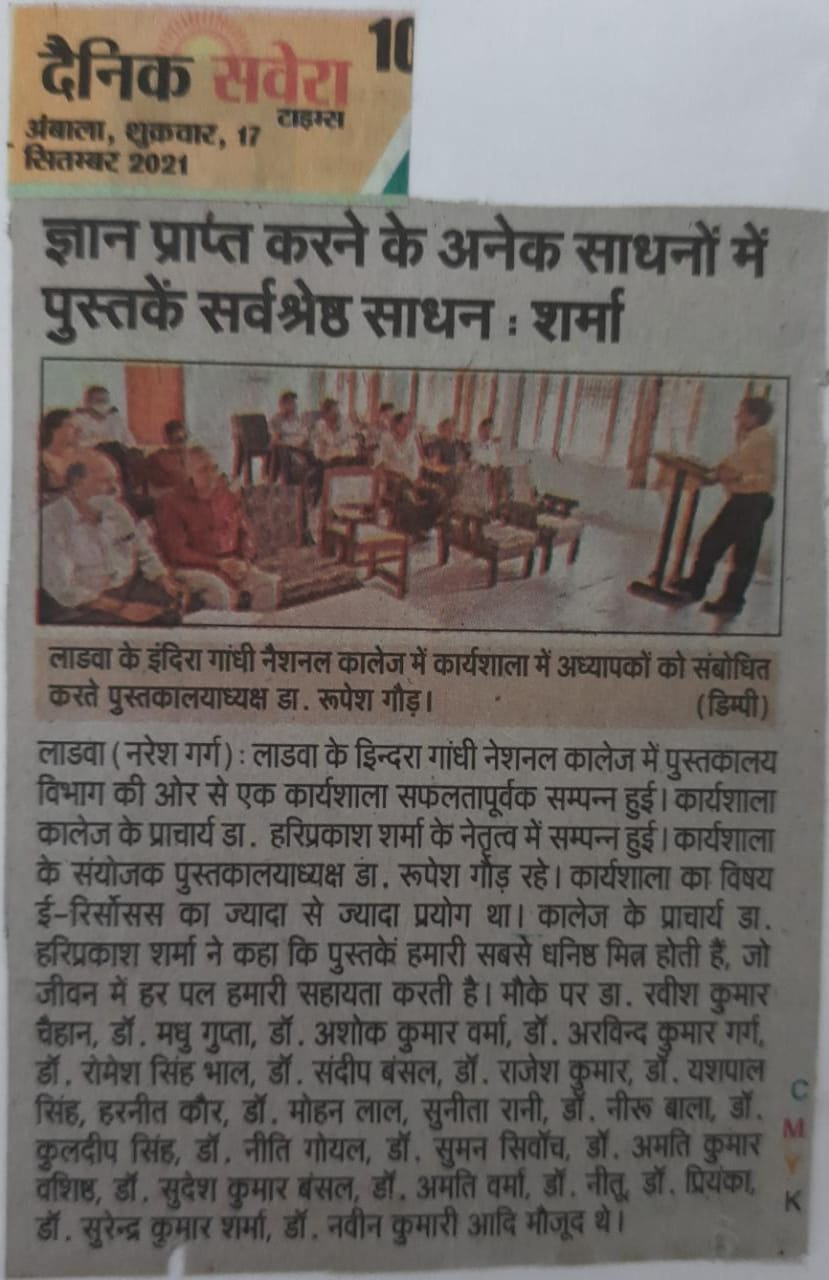 दैनिक सवेरा 10
टाइम्स
अंबाला, शुक्रवार, 17
सितम्बर 2021
ज्ञान प्राप्त करने के अनेक साधनों में
पुस्तकें सर्वश्रेष्ठ साधन : शर्मा
लाडवा के इंदिरा गांधी नैशनल कालेज में कार्यशाला में अध्यापकों को संबोधित
करते पुस्तकालयाध्यक्ष डा. रूपेश गौड़। (डिम्पी)
लाडवा (नरेश गर्ग) : लाडवा के इिन्दरा गांधी नेशनल कालेज में पुस्तकालय
विभाग की ओर से एक कार्यशाला सफलतापूर्वक सम्पन्न हुई। कार्यशाला
कालेज के प्राचार्य डा. हरिप्रकाश शर्मा के नेतृत्व में सम्पन्न हुई। कार्यशाला
के संयोजक पुस्तकालयाध्यक्ष डा. रूपेश गौड़ रहे। कार्यशाला का विषय
ई-रिर्सोसस का ज्यादा से ज्यादा प्रयोग था। कालेज के प्राचार्य डा.
हरिप्रकाश शर्मा ने कहा कि पुस्तकें हमारी सबसे धनिष्ठ मित्र होती हैं, जो
जीवन में हर पल हमारी सहायता करती है। मौके पर डा. रवीश कुमार
चैहान, डॉ. मधु गुप्ता, डॉ. अशोक कुमार वर्मा, डॉ. अरविन्द कुमार गर्ग,
डॉ. रोमेश सिंह भाल, डॉ. संदीप बंसल, डॉ. राजेश कुमार, डॉ. यशपाल
सिंह, हरनीत कौर, डॉ. मोहन लाल, सुनीता रानी, डॉ. नीरू बाला, डॉ.
कुलदीप सिंह, डॉ. नीति गोयल, डॉ. सुमन सिवॉच, डॉ. अमति कुमार
वशिष्ठ, डॉ. सुदेश कुमार बंसल, डॉ. अमति वर्मा, डॉ. नीतू, डॉ. प्रियंका,
डॉ. सुरेन्द्र कुमार शर्मा, डॉ. नवीन कुमारी आदि मौजूद थे।
C
M
Y
K